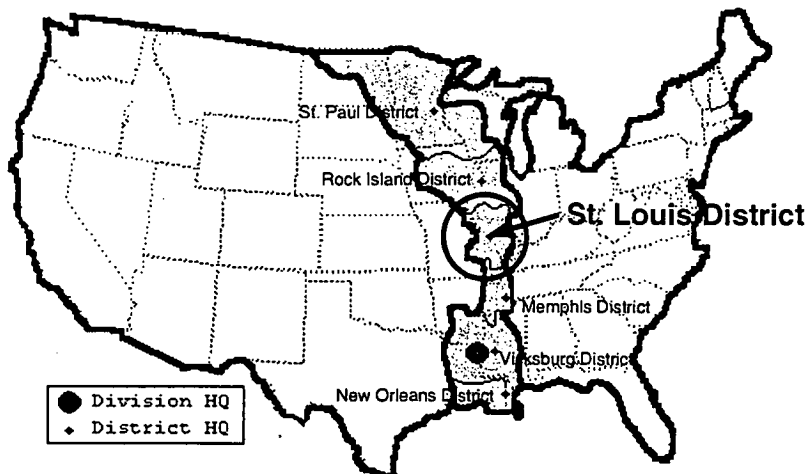 St. Paul District
Rock Island District
St. Louis District
Memphis District
Vicksburg District
New Orleans District
Division HQ
District HQ